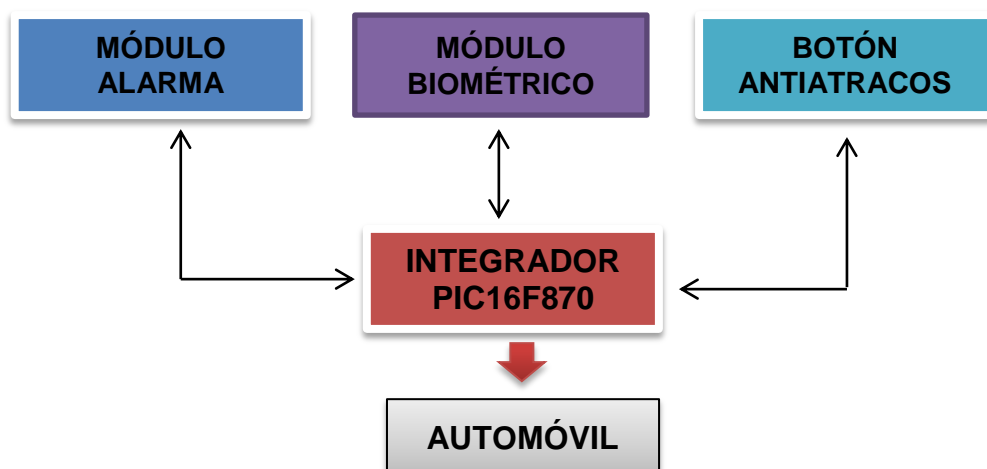 MÓDULO
ALARMA
MÓDULO
BIOMÉTRICO
BOTÓN
ANTIATRACOS
INTEGRADOR
PIC16F870
AUTOMÓVIL